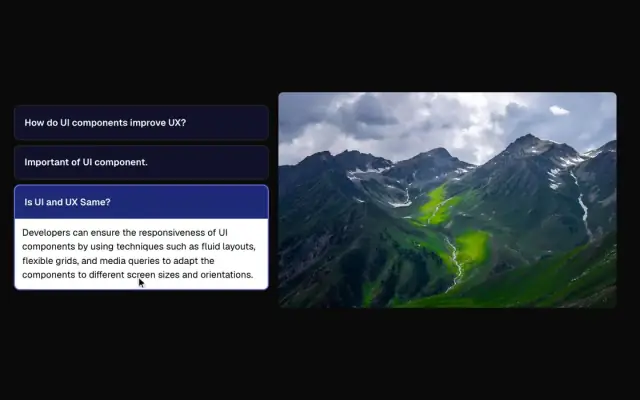 How do UI components improve UX?
Important of UI component.
Is UI and UX Same?
Developers can ensure the responsiveness of UI
components by using techniques such as fluid layouts,
flexible grids, and media queries to adapt the
components to different screen sizes and orientations.